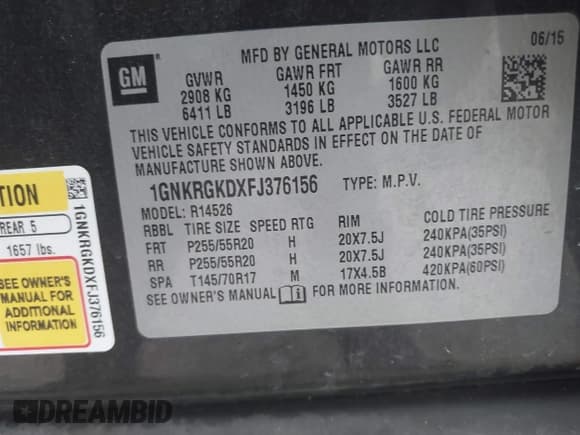 GM
MFD BY GENERAL MOTORS LLC 06/15
GVWR GAWR FRT GAWR RR
2908 KG 1450 KG 1600 KG
6411 LB 3196 LB 3527 LB
THIS VEHICLE CONFORMS TO ALL APPLICABLE U.S. FEDERAL MOTOR
VEHICLE SAFETY STANDARDS IN EFFECT ON THE DATE OF
MANUFACTURE SHOWN ABOVE.
1GNKRGKDXFJ376156 TYPE: M.P.V.
MODEL: R14526
RBBL TIRE SIZE SPEED RTG RIM COLD TIRE PRESSURE
FRT P255/55R20 H 20X7.5J 240KPA(35PSI)
RR P255/55R20 H 20X7.5J 240KPA(35PSI)
SPA T145/70R17 M 17X4.5B 420KPA(60PSI)
SEE OWNER'S MANUAL FOR MORE INFORMATION.
REAR 5
1657 lbs.
SEE OWNER'S
MANUAL FOR
ADDITIONAL
INFORMATION
1GNKRGKDXFJ376156
DREAMBID